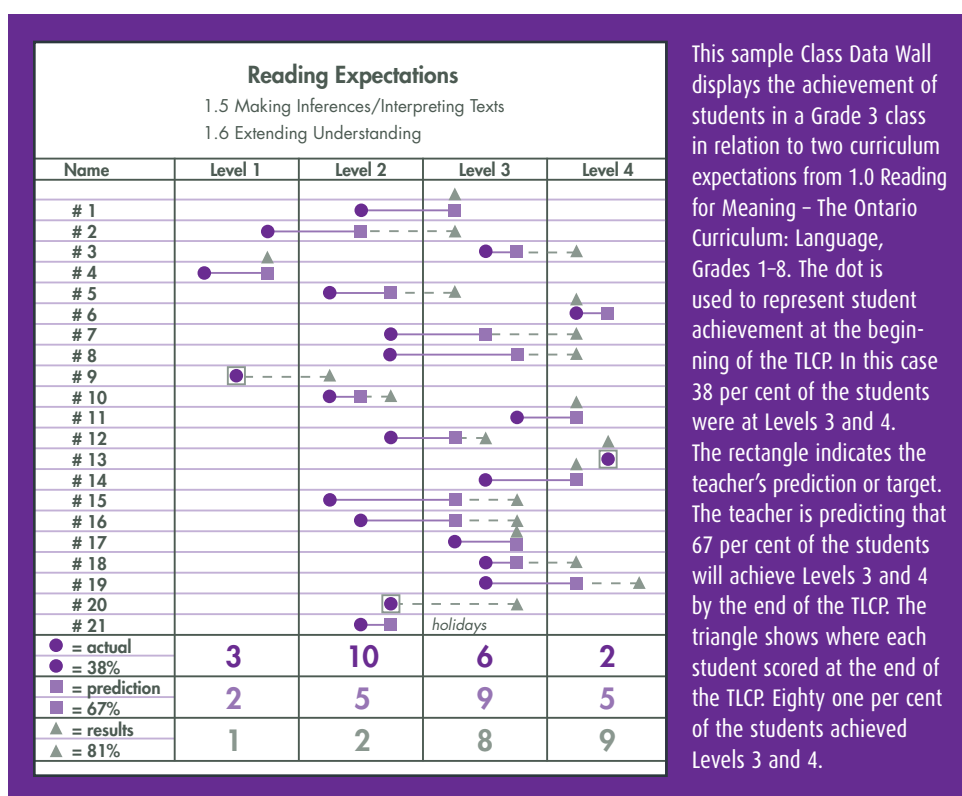 Reading Expectations
1.5 Making Inferences/Interpreting Texts
1.6 Extending Understanding
Name Level 1 Level 2 Level 3 Level 4
# 1
# 2
# 3
# 4
# 5
# 6
# 7
# 8
# 9
# 10
# 11
# 12
# 13
# 14
# 15
# 16
# 17
# 18
# 19
# 20
# 21 holidays
= actual
= 38%
3 10 6 2
= prediction
= 67%
2 5 9 5
= results
= 81%
1 2 8 9
This sample Class Data Wall
displays the achievement of
students in a Grade 3 class
in relation to two curriculum
expectations from 1.0 Reading
for Meaning – The Ontario
Curriculum: Language,
Grades 1–8. The dot is
used to represent student
achievement at the begin-
ning of the TLCP. In this case
38 per cent of the students
were at Levels 3 and 4.
The rectangle indicates the
teacher's prediction or target.
The teacher is predicting that
67 per cent of the students
will achieve Levels 3 and 4
by the end of the TLCP. The
triangle shows where each
student scored at the end of
the TLCP. Eighty one per cent
of the students achieved
Levels 3 and 4.